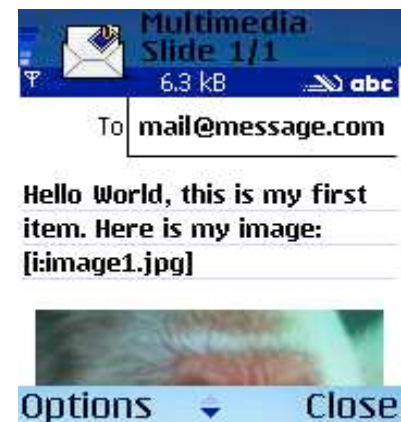 Multimedia
Slide 1/1
6.3 kB
abc
To mail@message.com
Hello World, this is my first
item. Here is my image:
[i:image1.jpg]
Options Close